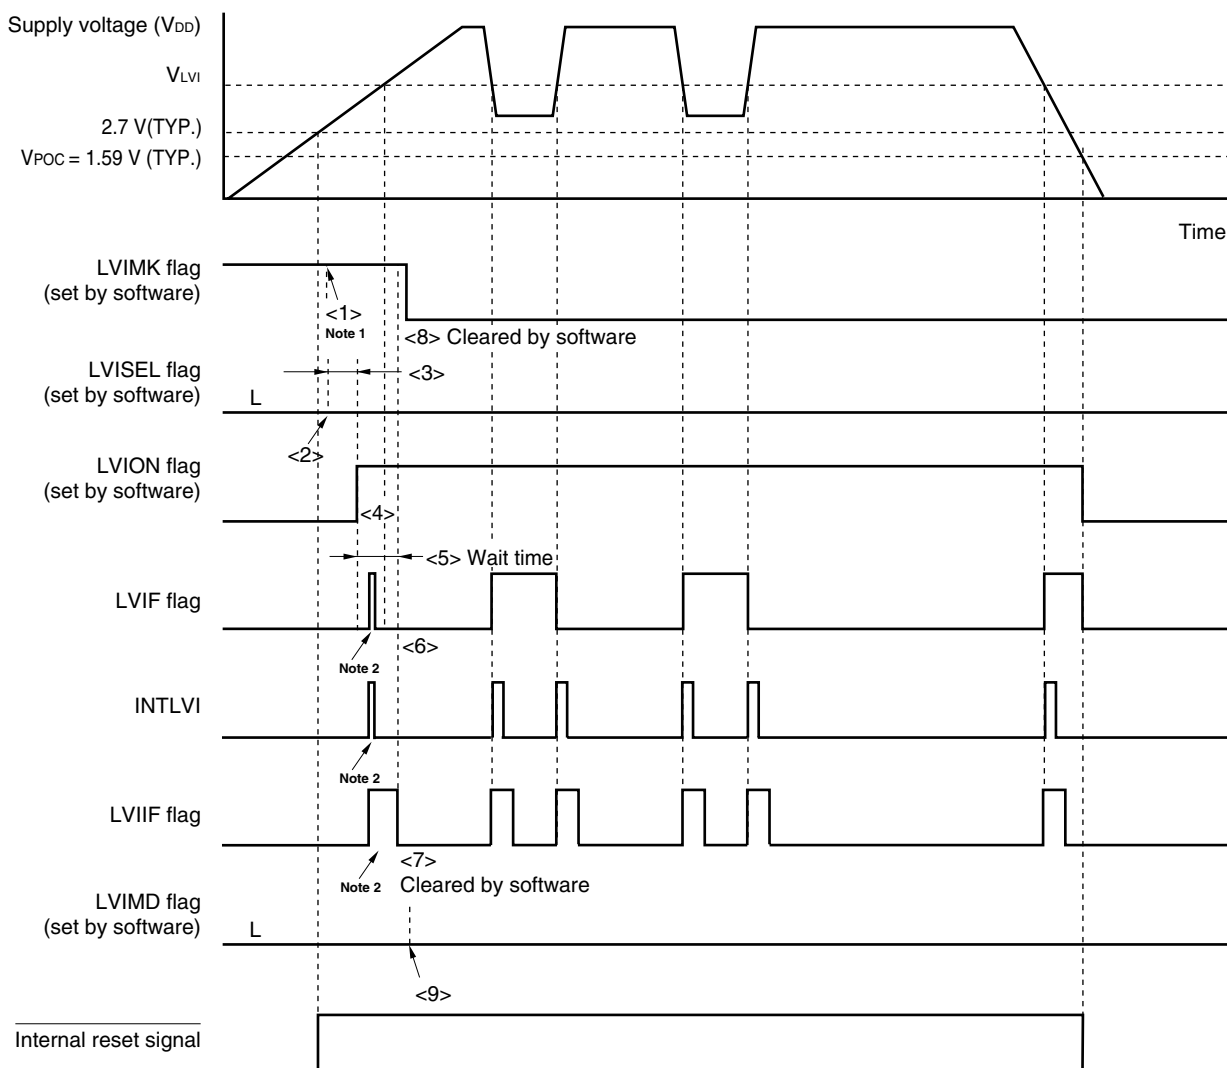 Supply voltage (VDD)
VLVI
2.7 V(TYP.)
VPOC = 1.59 V (TYP.)
Time
LVIMK flag
(set by software)
<1>
Note 1
<8> Cleared by software
LVISEL flag
(set by software)
<3>
L
<2>
LVION flag
(set by software)
<4>
<5> Wait time
LVIF flag
<6>
Note 2
INTLVI
Note 2
LVIIF flag
<7>
Note 2
Cleared by software
LVIMD flag
(set by software)
L
<9>
Internal reset signal